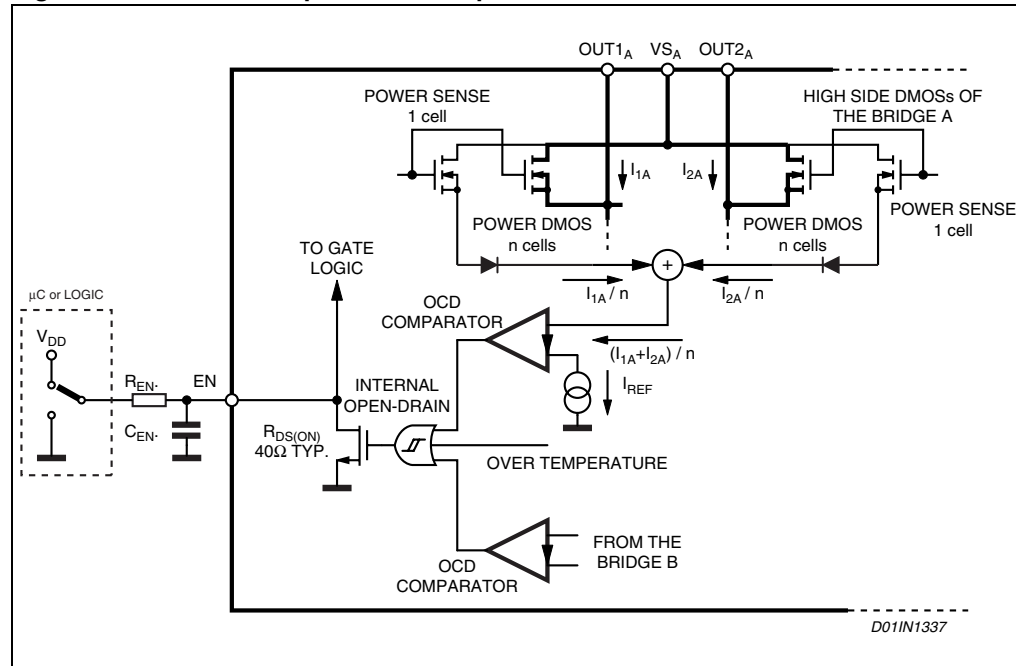 OUT1A VSA OUT2A
POWER SENSE
1 cell
HIGH SIDE DMOSs OF
THE BRIDGE A
I1A
I2A
POWER SENSE
1 cell
POWER DMOS
n cells
POWER DMOS
n cells
TO GATE
LOGIC
+
I1A / n
I2A / n
μC or LOGIC
OCD
COMPARATOR
VDD
(I1A+I2A) / n
REN.
EN
INTERNAL
OPEN-DRAIN
IREF
CEN.
RDS(ON)
40Ω TYP.
OVER TEMPERATURE
OCD
COMPARATOR
FROM THE
BRIDGE B
D01IN1337